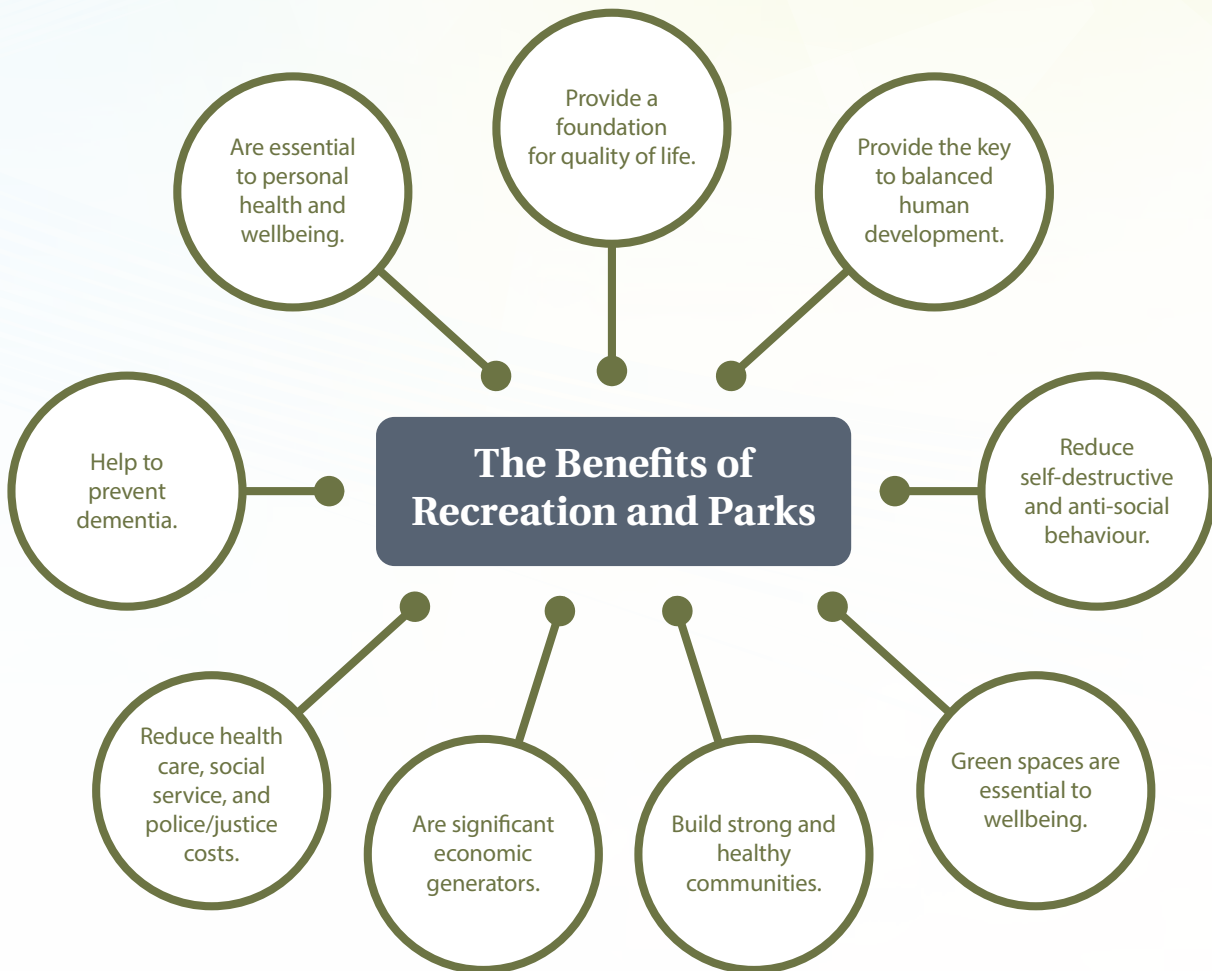 Provide a
foundation
for quality of life.
Are essential
to personal
health and
wellbeing.
Provide the key
to balanced
human
development.
Help to
prevent
dementia.
The Benefits of
Recreation and Parks
Reduce
self-destructive
and anti-social
behaviour.
Reduce health
care, social
service, and
police/justice
costs.
Are significant
economic
generators.
Build strong and
healthy
communities.
Green spaces are
essential to
wellbeing.